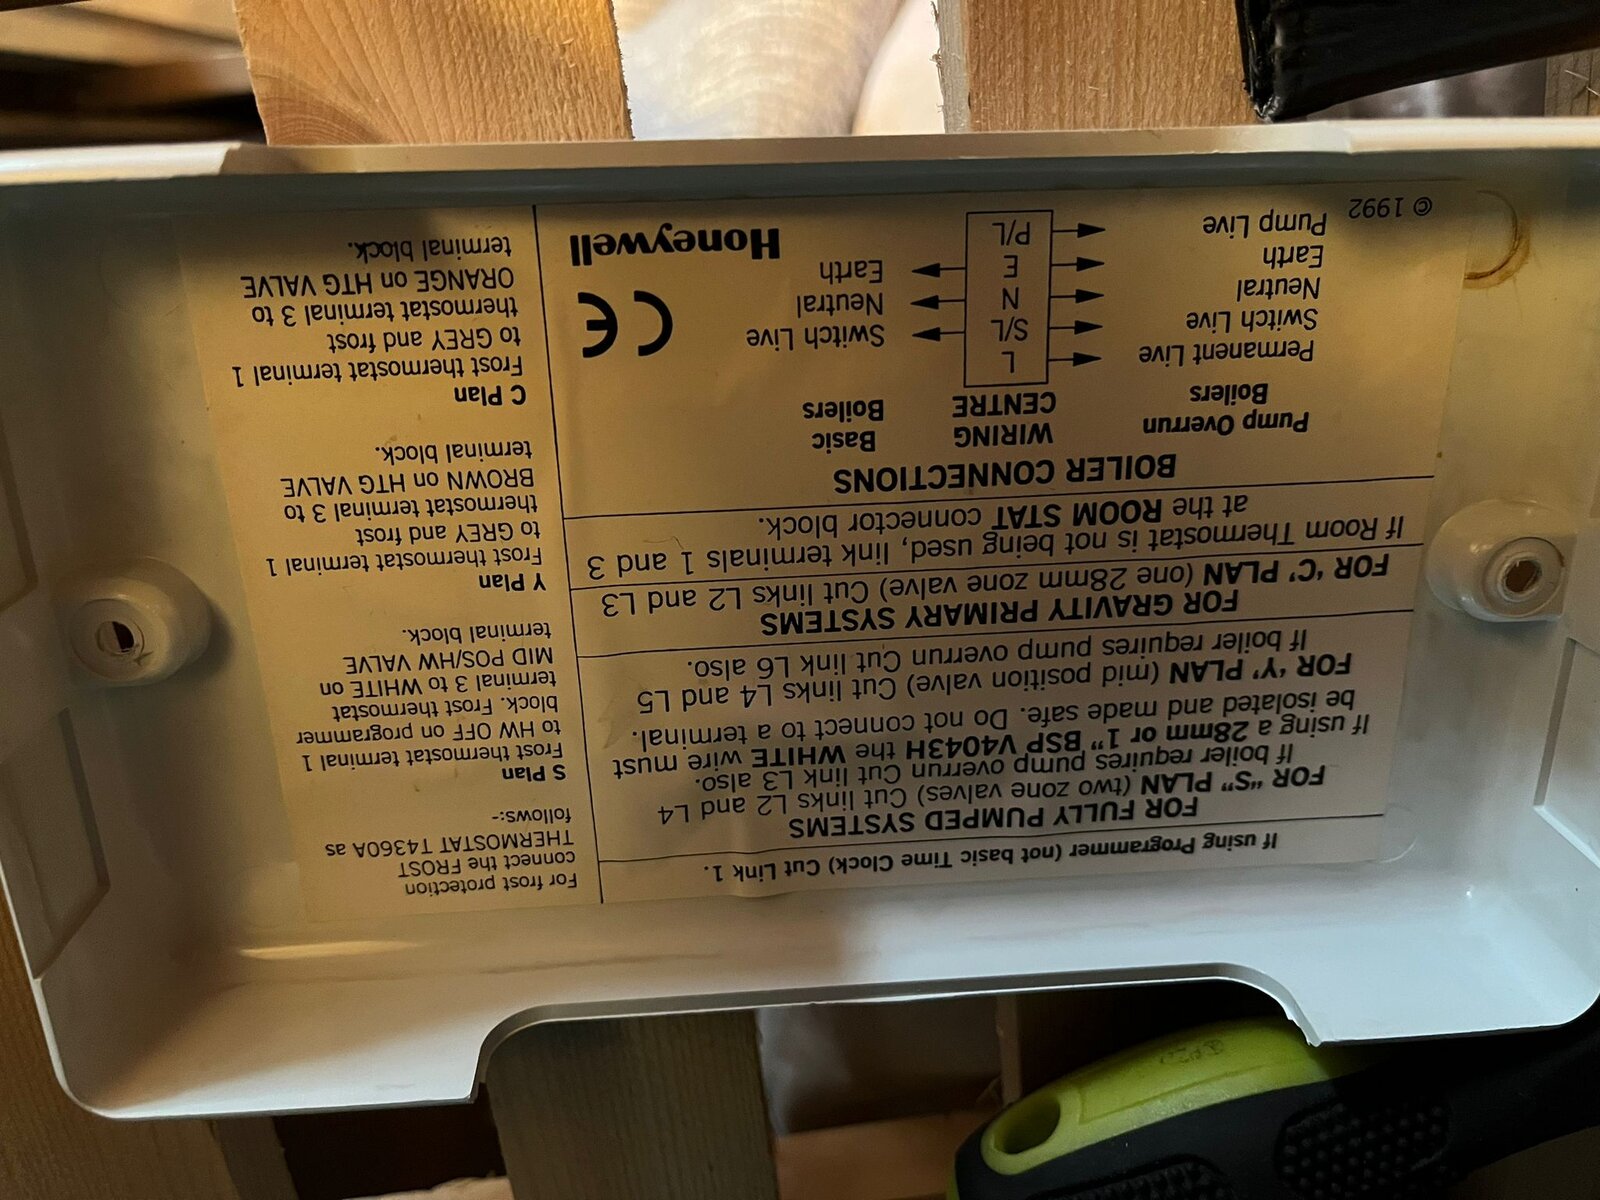 If using Programmer (not basic Time Clock) Cut Link 1.
FOR FULLY PUMPED SYSTEMS
FOR “S” PLAN (two zone valves) Cut links L2 and L4
If boiler requires pump overrun Cut link L3 also.
If using a 28mm or 1” BSP V4043H the WHITE wire must
be isolated and made safe. Do not connect to a terminal.
FOR ‘Y’ PLAN (mid position valve) Cut links L4 and L5
If boiler requires pump overrun Cut link L6 also.
FOR GRAVITY PRIMARY SYSTEMS
FOR ‘C’ PLAN (one 28mm zone valve) Cut links L2 and L3
If Room Thermostat is not being used, link terminals 1 and 3
at the ROOM STAT connector block.
BOILER CONNECTIONS
Pump Overrun
Boilers
WIRING
CENTRE
Basic
Boilers
Permanent Live
L
Switch Live
S/L
Switch Live
Neutral
N
Neutral
Earth
E
Earth
Pump Live
P/L
CE
Honeywell
© 1992
For frost protection
connect the FROST
THERMOSTAT T4360A as
follows:-
S Plan
Frost thermostat terminal 1
to HW OFF on programmer
block. Frost thermostat
terminal 3 to WHITE on
MID POS/HW VALVE
terminal block.
Y Plan
Frost thermostat terminal 1
to GREY and frost
thermostat terminal 3 to
BROWN on HTG VALVE
terminal block.
C Plan
Frost thermostat terminal 1
to GREY and frost
thermostat terminal 3 to
ORANGE on HTG VALVE
terminal block.